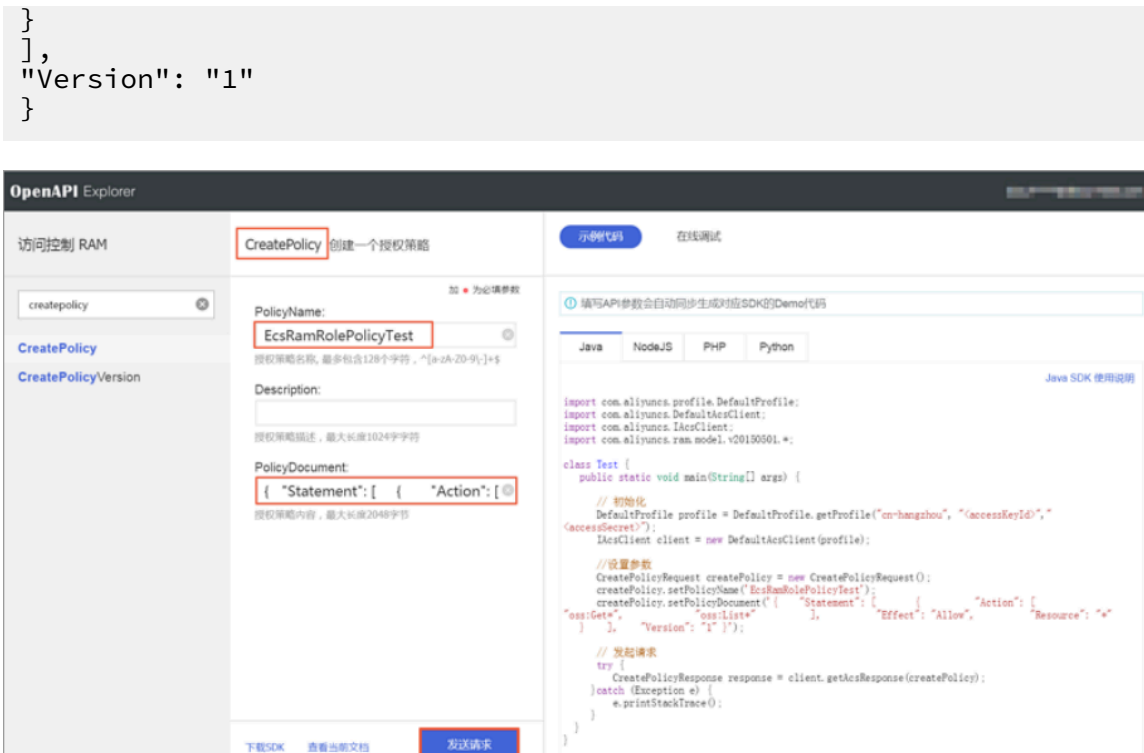 }
],
"Version": "1"
}
OpenAPI Explorer
访问控制 RAM
createpolicy
CreatePolicy
CreatePolicyVersion
CreatePolicy 创建一个授权策略
加 ● 为必填参数
PolicyName:
EcsRamRolePolicyTest
授权策略名称, 最多包含128个字符，^[a-zA-Z0-9\-]+$
Description:
授权策略描述，最大长度1024字字符
PolicyDocument:
{ "Statement": [ { "Action": [
授权策略内容，最大长度2048字节
下载SDK 查看当前文档 发送请求
示例代码 在线调试
填写API参数会自动同步生成对应SDK的Demo代码
Java NodeJS PHP Python
Java SDK 使用说明
import com.aliyuncs.profile.DefaultProfile;
import com.aliyuncs.DefaultAcsClient;
import com.aliyuncs.IAcsClient;
import com.aliyuncs.ram.model.v20150501.*;
class Test {
public static void main(String[] args) {
// 初始化
DefaultProfile profile = DefaultProfile.getProfile("cn-hangzhou", "<accessKeyId>","
<accessSecret>");
IAcsClient client = new DefaultAcsClient(profile);
//设置参数
CreatePolicyRequest createPolicy = new CreatePolicyRequest();
createPolicy.setPolicyName("EcsRamRolePolicyTest");
createPolicy.setPolicyDocument("{ "Statement": [ { "Action": [
"oss:Get*", "oss:List*" ], "Effect": "Allow", "Resource": "*"
} ], "Version": "1" }");
// 发起请求
try {
CreatePolicyResponse response = client.getAcsResponse(createPolicy);
}catch (Exception e) {
e.printStackTrace();
}
}
}